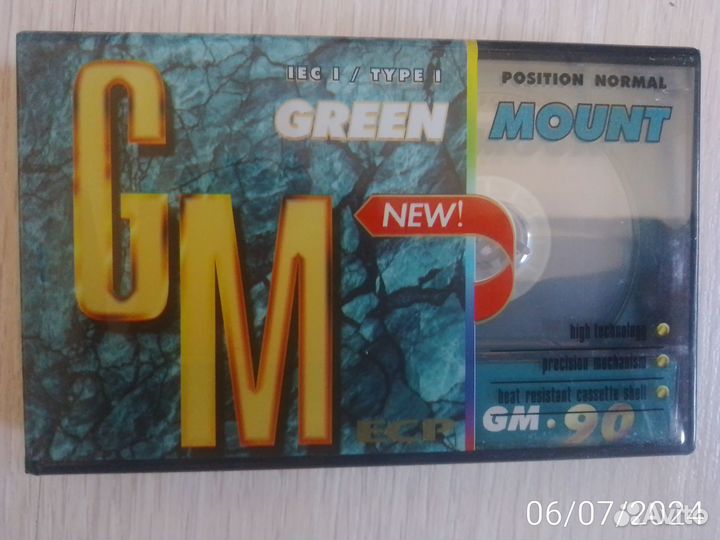 GM
IEC I / TYPE I
GREEN
POSITION NORMAL
MOUNT
NEW!
high technology
precision mechanism
heat resistant cassette shell
ECP
GM · 90
06/07/2024
Avito